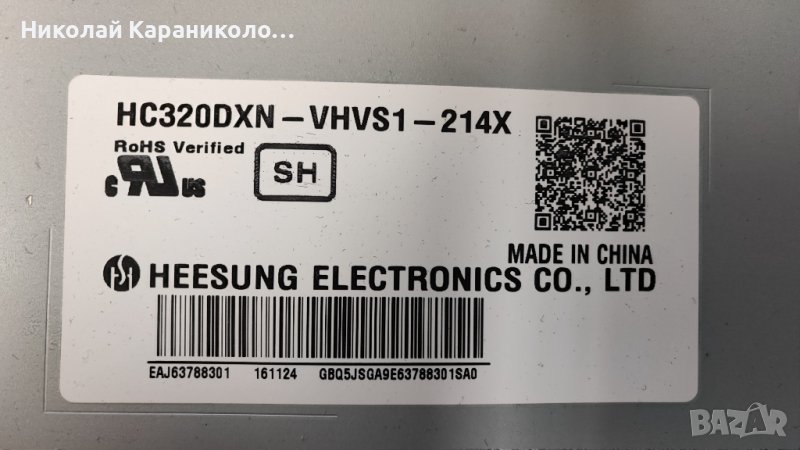 Николай Караниколо...
HC320DXN-VHVS1-214X
RoHS Verified
c RU us
SH
MADE IN CHINA
HEESUNG ELECTRONICS CO., LTD
EAJ63788301 161124 GBQ5JSGA9E63788301SA0
BAZAR